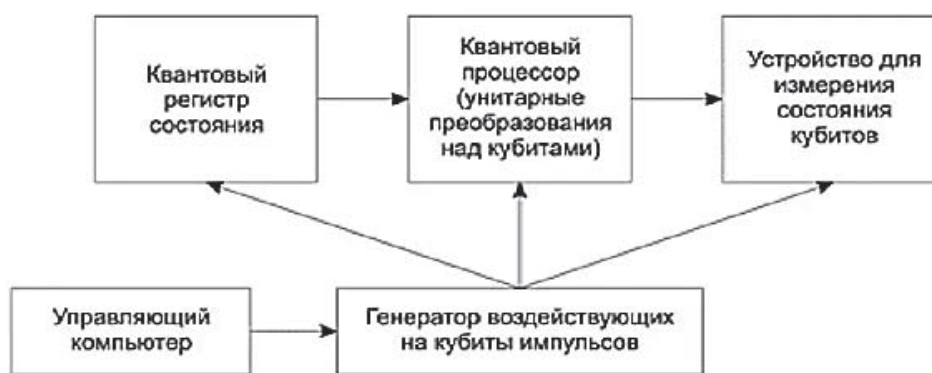 Квантовый
регистр
состояния
Квантовый
процессор
(унитарные
преобразования
над кубитами)
Устройство для
измерения
состояния
кубитов
Управляющий
компьютер
Генератор воздействующих
на кубиты импульсов